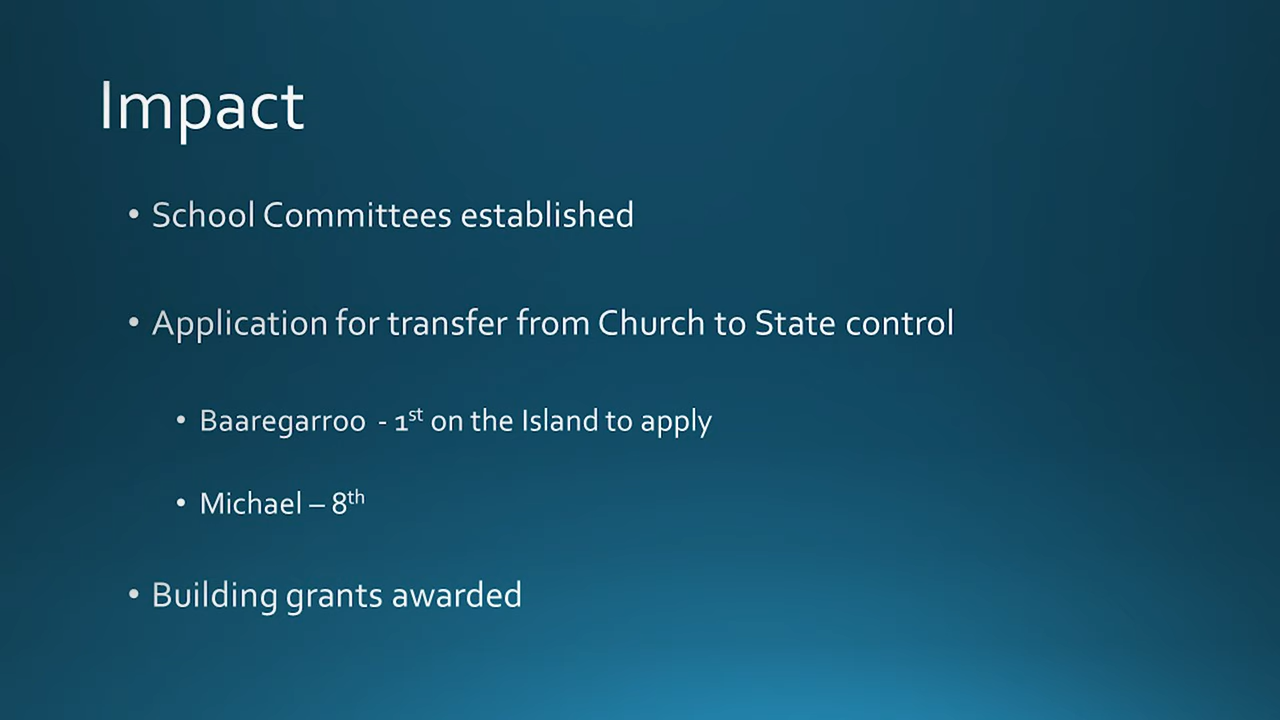 Impact
• School Committees established
• Application for transfer from Church to State control
• Baaregarroo - 1st on the Island to apply
• Michael – 8th
• Building grants awarded